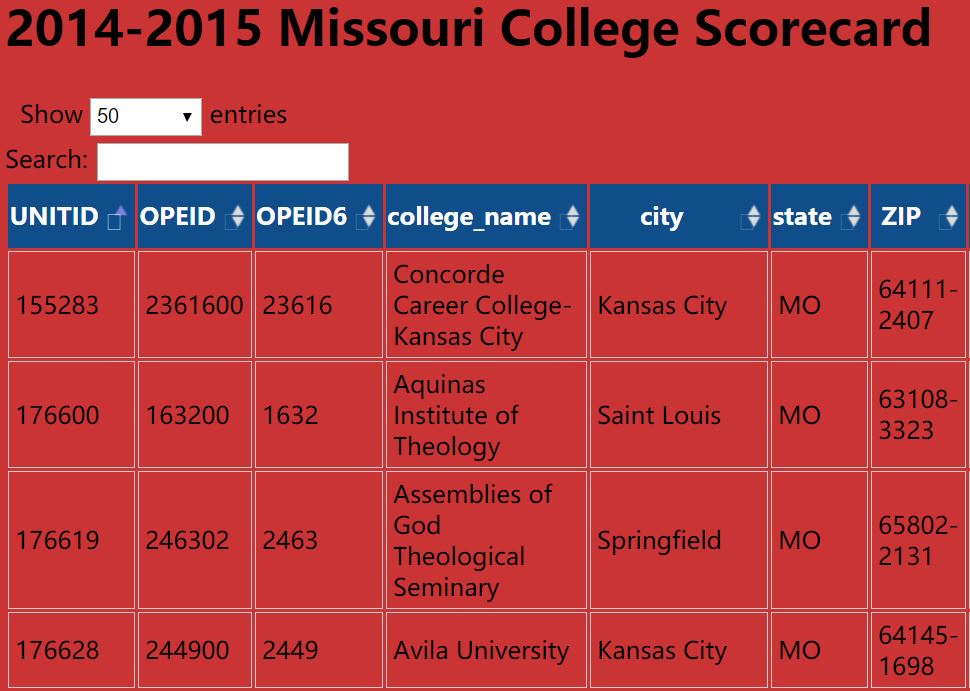 2014-2015 Missouri College Scorecard
Show 50 entries
Search:
UNITID OPEID OPEID6 college_name city state ZIP
155283 2361600 23616 Concorde Career College-Kansas City Kansas City MO 64111-2407
176600 163200 1632 Aquinas Institute of Theology Saint Louis MO 63108-3323
176619 246302 2463 Assemblies of God Theological Seminary Springfield MO 65802-2131
176628 244900 2449 Avila University Kansas City MO 64145-1698